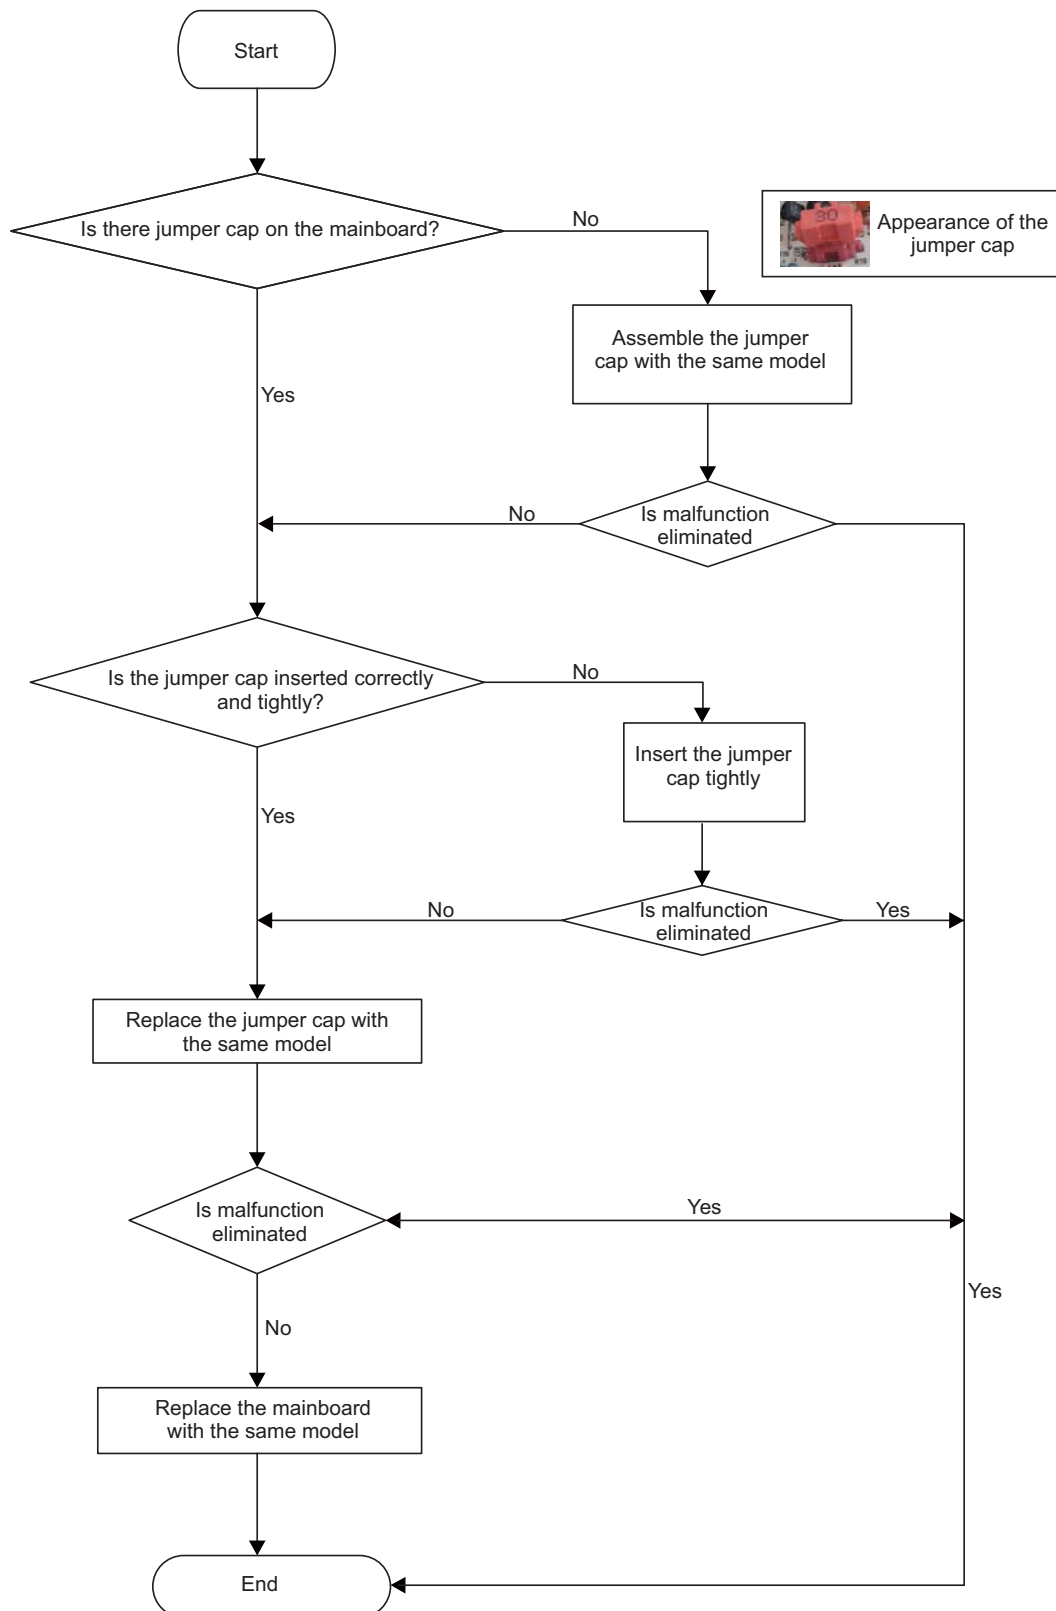 Start
Is there jumper cap on the mainboard?
No
30
Appearance of the
jumper cap
Assemble the jumper
cap with the same model
Yes
No
Is malfunction
eliminated
Is the jumper cap inserted correctly
and tightly?
No
Insert the jumper
cap tightly
Yes
No
Is malfunction
eliminated
Yes
Replace the jumper cap with
the same model
Is malfunction
eliminated
Yes
Yes
No
Replace the mainboard
with the same model
End